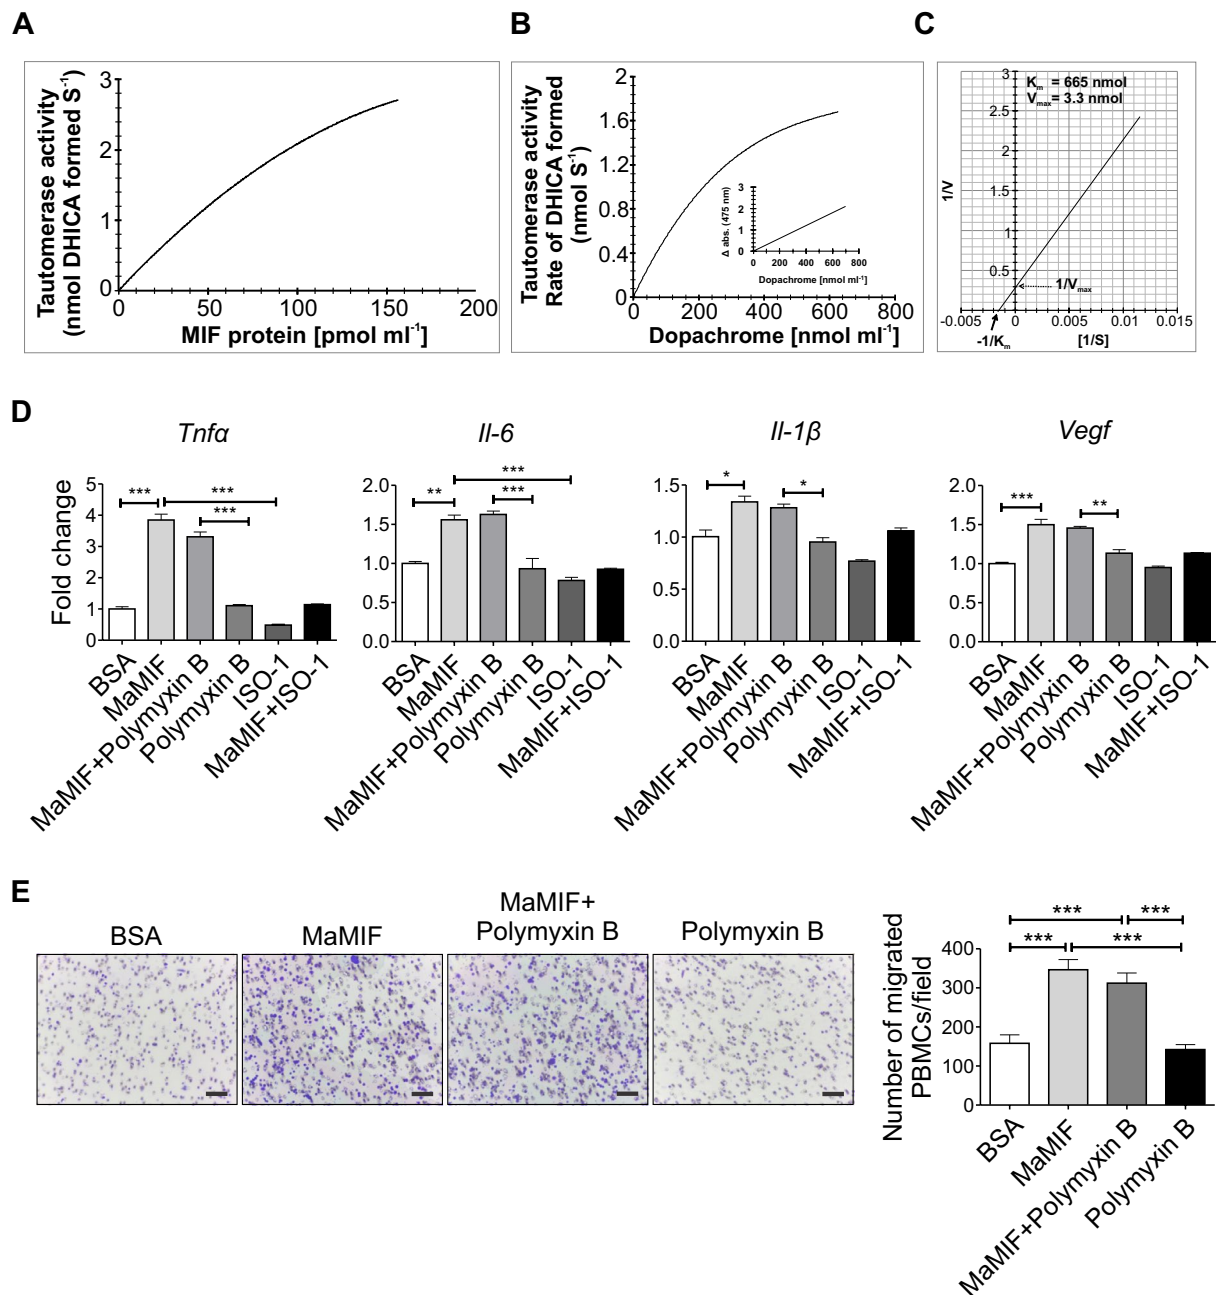 A
B
C
Tautomerase activity
(nmol DHICA formed S-1)
3
2
1
0
0 50 100 150 200
MIF protein [pmol ml-1]
Tautomerase activity
Rate of DHICA formed
(nmol S-1)
2
1.6
1.2
0.8
0.4
0
0 200 400 600 800
Dopachrome [nmol ml-1]
Δ abs. (475 nm)
3
2
1
0
0 200 400 600 800
Dopachrome [nmol ml-1]
Km = 665 nmol
Vmax = 3.3 nmol
1/V
3
2.5
2
1.5
1
0.5
1/Vmax
-0.005 0 0.005 0.01 0.015
-1/Km
[1/S]
D
Tnfα
Il-6
Il-1β
Vegf
Fold change
5
4
3
2
1
0
*** *** ***
BSA
MaMIF
MaMIF+Polymyxin B
Polymyxin B
ISO-1
MaMIF+ISO-1
2.0
1.5
1.0
0.5
0.0
** *** ***
BSA
MaMIF
MaMIF+Polymyxin B
Polymyxin B
ISO-1
MaMIF+ISO-1
1.5
1.0
0.5
0.0
* *
BSA
MaMIF
MaMIF+Polymyxin B
Polymyxin B
ISO-1
MaMIF+ISO-1
2.0
1.5
1.0
0.5
0.0
*** **
BSA
MaMIF
MaMIF+Polymyxin B
Polymyxin B
ISO-1
MaMIF+ISO-1
E
BSA
MaMIF
MaMIF+
Polymyxin B
Polymyxin B
Number of migrated
PBMCs/field
400
300
200
100
0
*** ***
*** ***
BSA
MaMIF
MaMIF+Polymyxin B
Polymyxin B